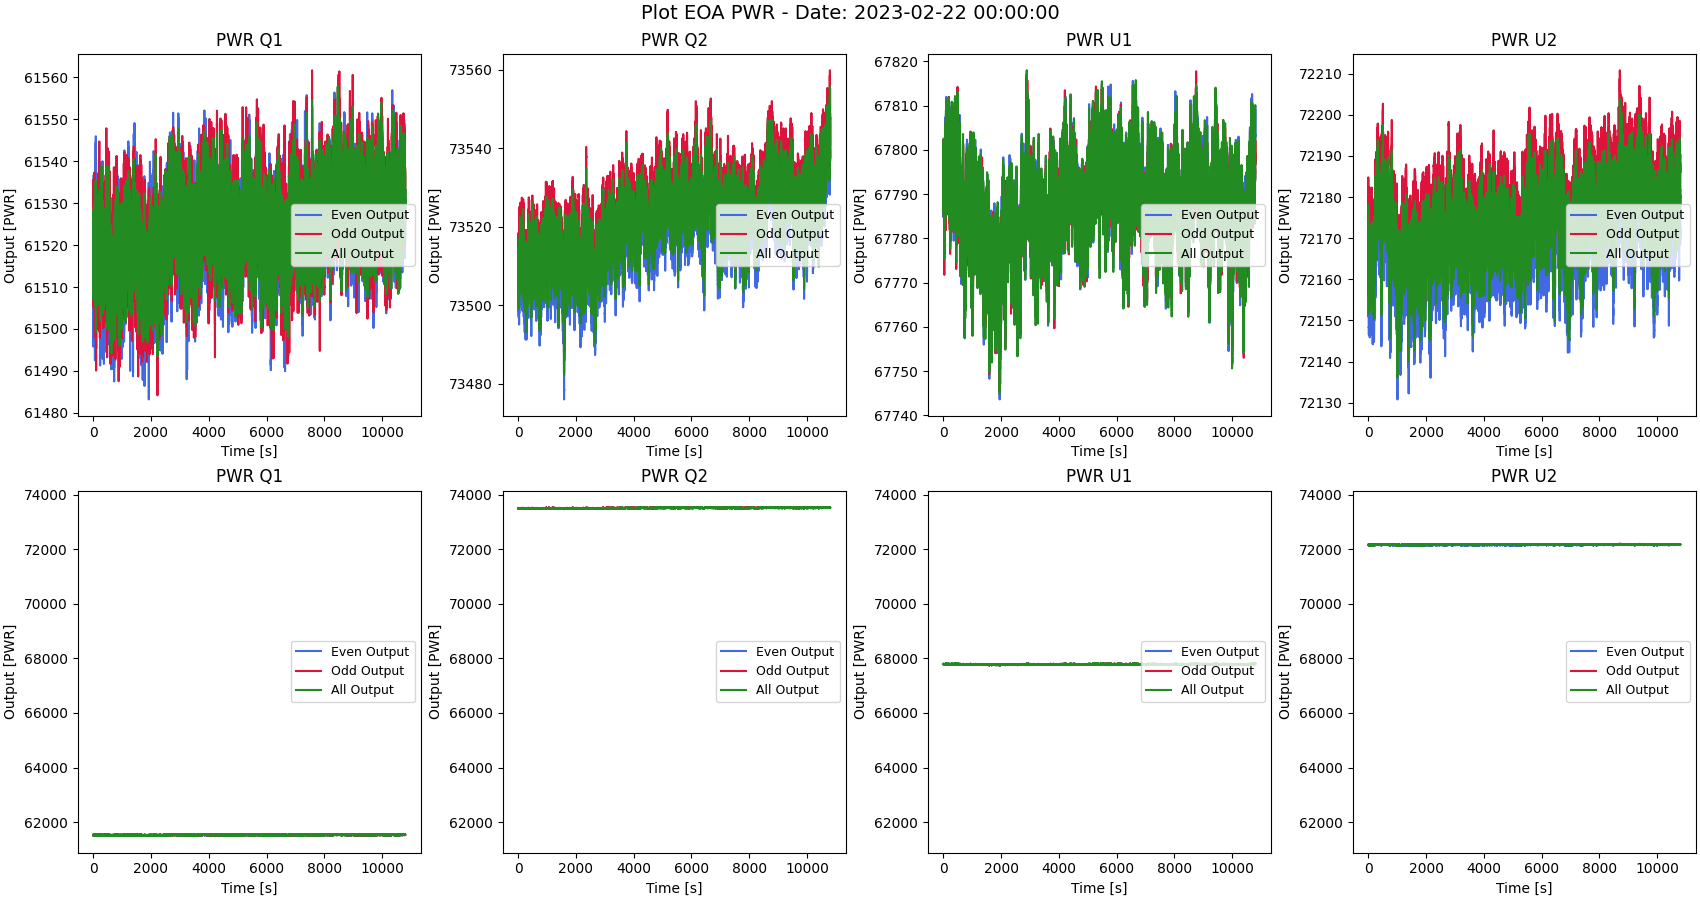 Plot EOA PWR - Date: 2023-02-22 00:00:00
PWR Q1
Output [PWR]
61560
61550
61540
61530
61520
61510
61500
61490
61480
0 2000 4000 6000 8000 10000
Time [s]
Even Output
Odd Output
All Output
PWR Q2
Output [PWR]
73560
73540
73520
73500
73480
0 2000 4000 6000 8000 10000
Time [s]
Even Output
Odd Output
All Output
PWR U1
Output [PWR]
67820
67810
67800
67790
67780
67770
67760
67750
67740
0 2000 4000 6000 8000 10000
Time [s]
Even Output
Odd Output
All Output
PWR U2
Output [PWR]
72210
72200
72190
72180
72170
72160
72150
72140
72130
0 2000 4000 6000 8000 10000
Time [s]
Even Output
Odd Output
All Output
PWR Q1
Output [PWR]
74000
72000
70000
68000
66000
64000
62000
0 2000 4000 6000 8000 10000
Time [s]
Even Output
Odd Output
All Output
PWR Q2
Output [PWR]
74000
72000
70000
68000
66000
64000
62000
0 2000 4000 6000 8000 10000
Time [s]
Even Output
Odd Output
All Output
PWR U1
Output [PWR]
74000
72000
70000
68000
66000
64000
62000
0 2000 4000 6000 8000 10000
Time [s]
Even Output
Odd Output
All Output
PWR U2
Output [PWR]
74000
72000
70000
68000
66000
64000
62000
0 2000 4000 6000 8000 10000
Time [s]
Even Output
Odd Output
All Output